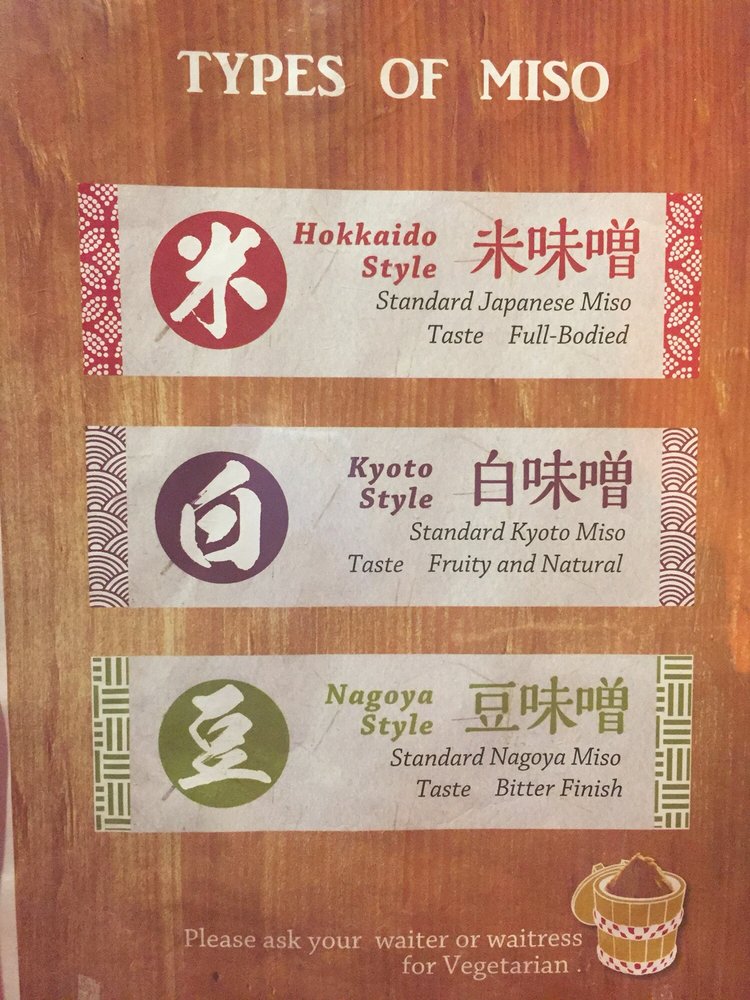 TYPES OF MISO
米
Hokkaido
Style
米味噌
Standard Japanese Miso
Taste Full-Bodied
白
Kyoto
Style
白味噌
Standard Kyoto Miso
Taste Fruity and Natural
豆
Nagoya
Style
豆味噌
Standard Nagoya Miso
Taste Bitter Finish
Please ask your waiter or waitress
for Vegetarian .